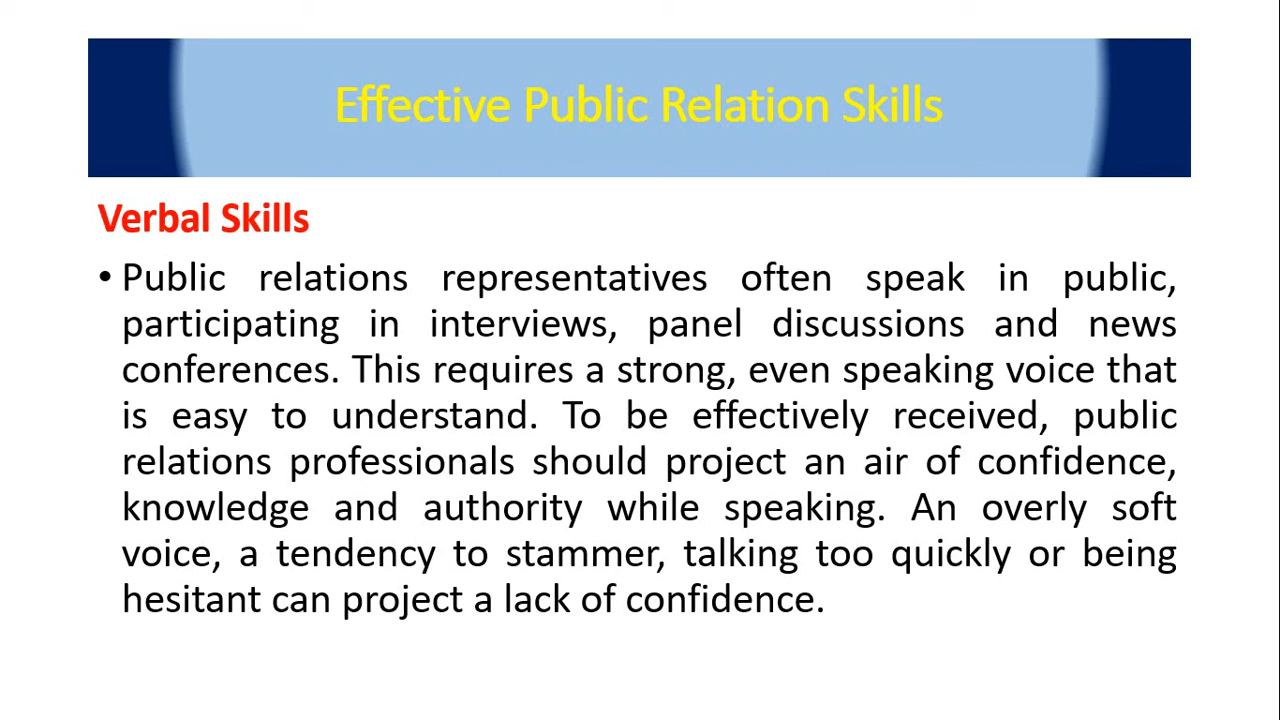 Effective Public Relation Skills
Verbal Skills
• Public relations representatives often speak in public,
participating in interviews, panel discussions and news
conferences. This requires a strong, even speaking voice that
is easy to understand. To be effectively received, public
relations professionals should project an air of confidence,
knowledge and authority while speaking. An overly soft
voice, a tendency to stammer, talking too quickly or being
hesitant can project a lack of confidence.